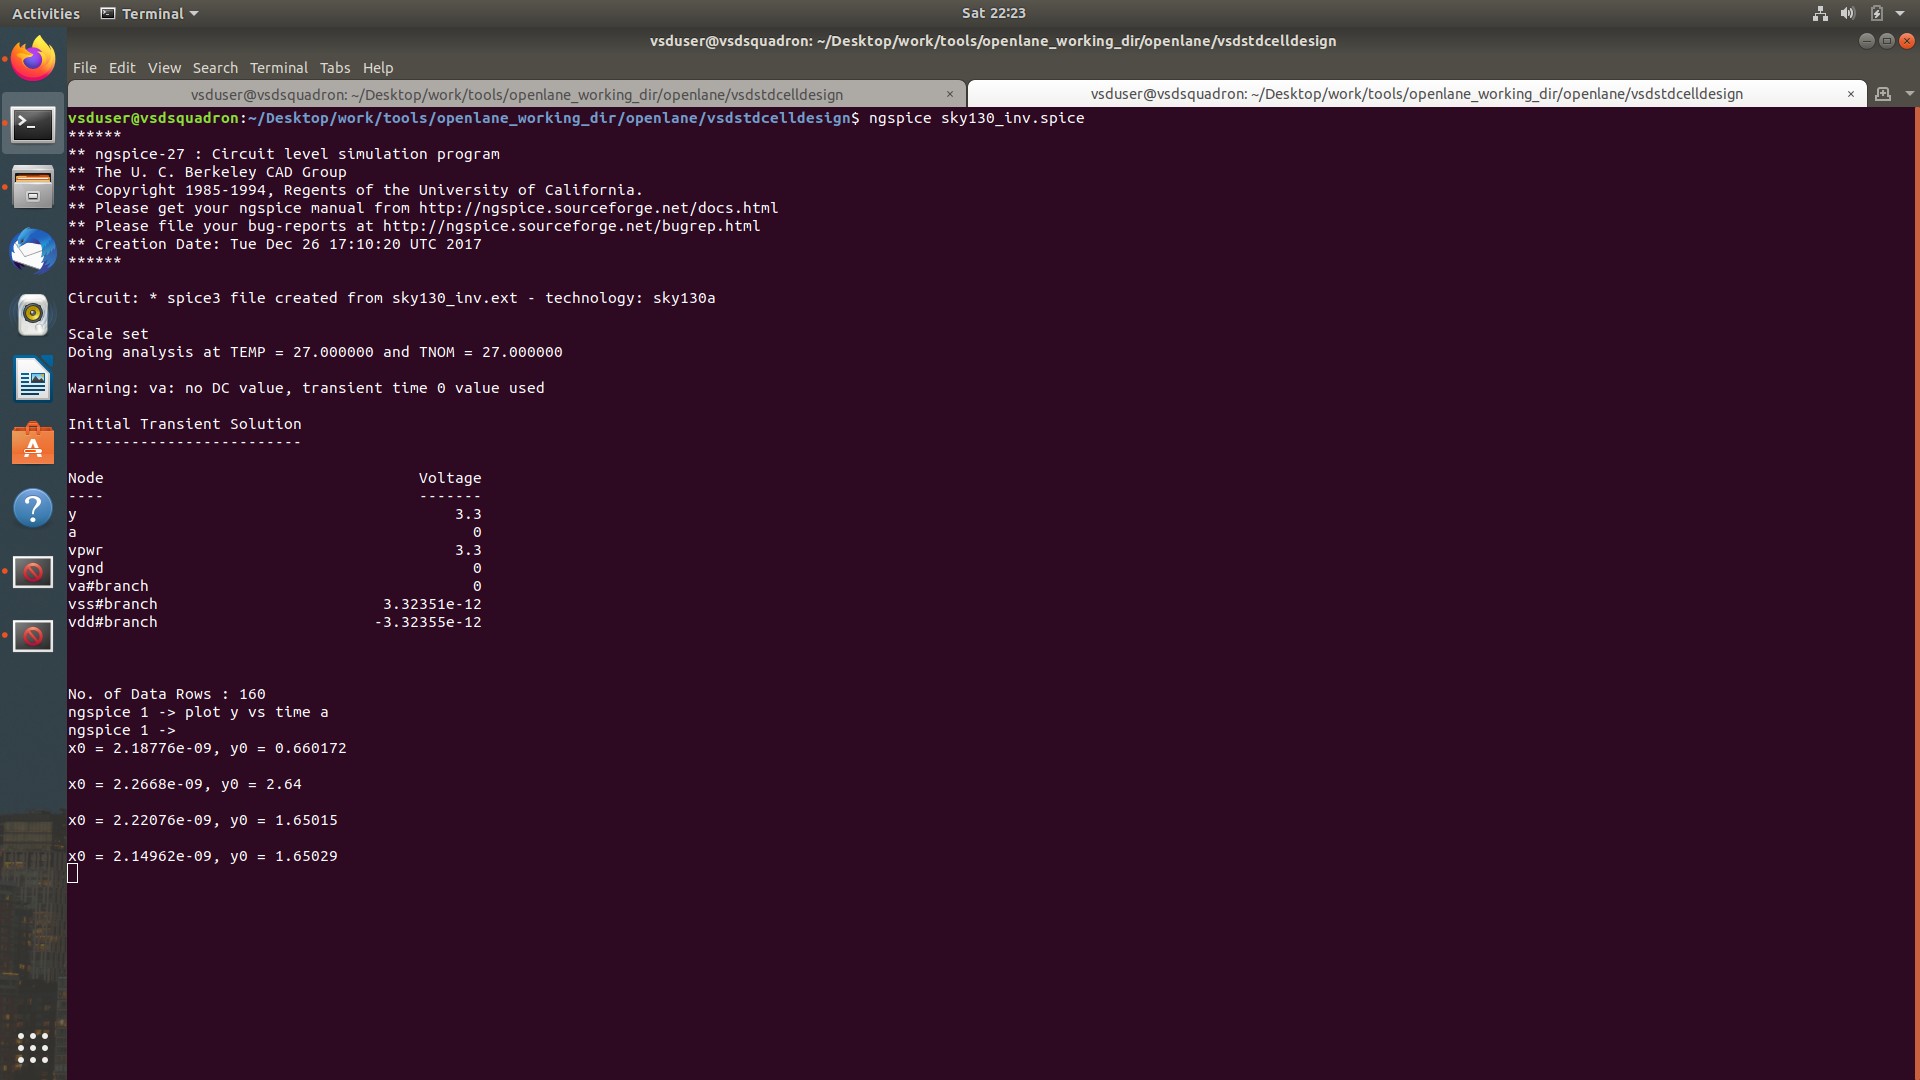 Activities Terminal Sat 22:23
vsduser@vsdsquadron: ~/Desktop/work/tools/openlane_working_dir/openlane/vsdstdcelldesign
File Edit View Search Terminal Tabs Help
vsduser@vsdsquadron: ~/Desktop/work/tools/openlane_working_dir/openlane/vsdstdcelldesign × vsduser@vsdsquadron: ~/Desktop/work/tools/openlane_working_dir/openlane/vsdstdcelldesign ×
vsduser@vsdsquadron:~/Desktop/work/tools/openlane_working_dir/openlane/vsdstdcelldesign$ ngspice sky130_inv.spice
******
** ngspice-27 : Circuit level simulation program
** The U. C. Berkeley CAD Group
** Copyright 1985-1994, Regents of the University of California.
** Please get your ngspice manual from http://ngspice.sourceforge.net/docs.html
** Please file your bug-reports at http://ngspice.sourceforge.net/bugrep.html
** Creation Date: Tue Dec 26 17:10:20 UTC 2017
******
Circuit: * spice3 file created from sky130_inv.ext - technology: sky130a
Scale set
Doing analysis at TEMP = 27.000000 and TNOM = 27.000000
Warning: va: no DC value, transient time 0 value used
Initial Transient Solution
--------------------------
Node Voltage
---- -------
y 3.3
a 0
vpwr 3.3
vgnd 0
va#branch 0
vss#branch 3.32351e-12
vdd#branch -3.32355e-12
No. of Data Rows : 160
ngspice 1 -> plot y vs time a
ngspice 1 ->
x0 = 2.18776e-09, y0 = 0.660172
x0 = 2.2668e-09, y0 = 2.64
x0 = 2.22076e-09, y0 = 1.65015
x0 = 2.14962e-09, y0 = 1.65029